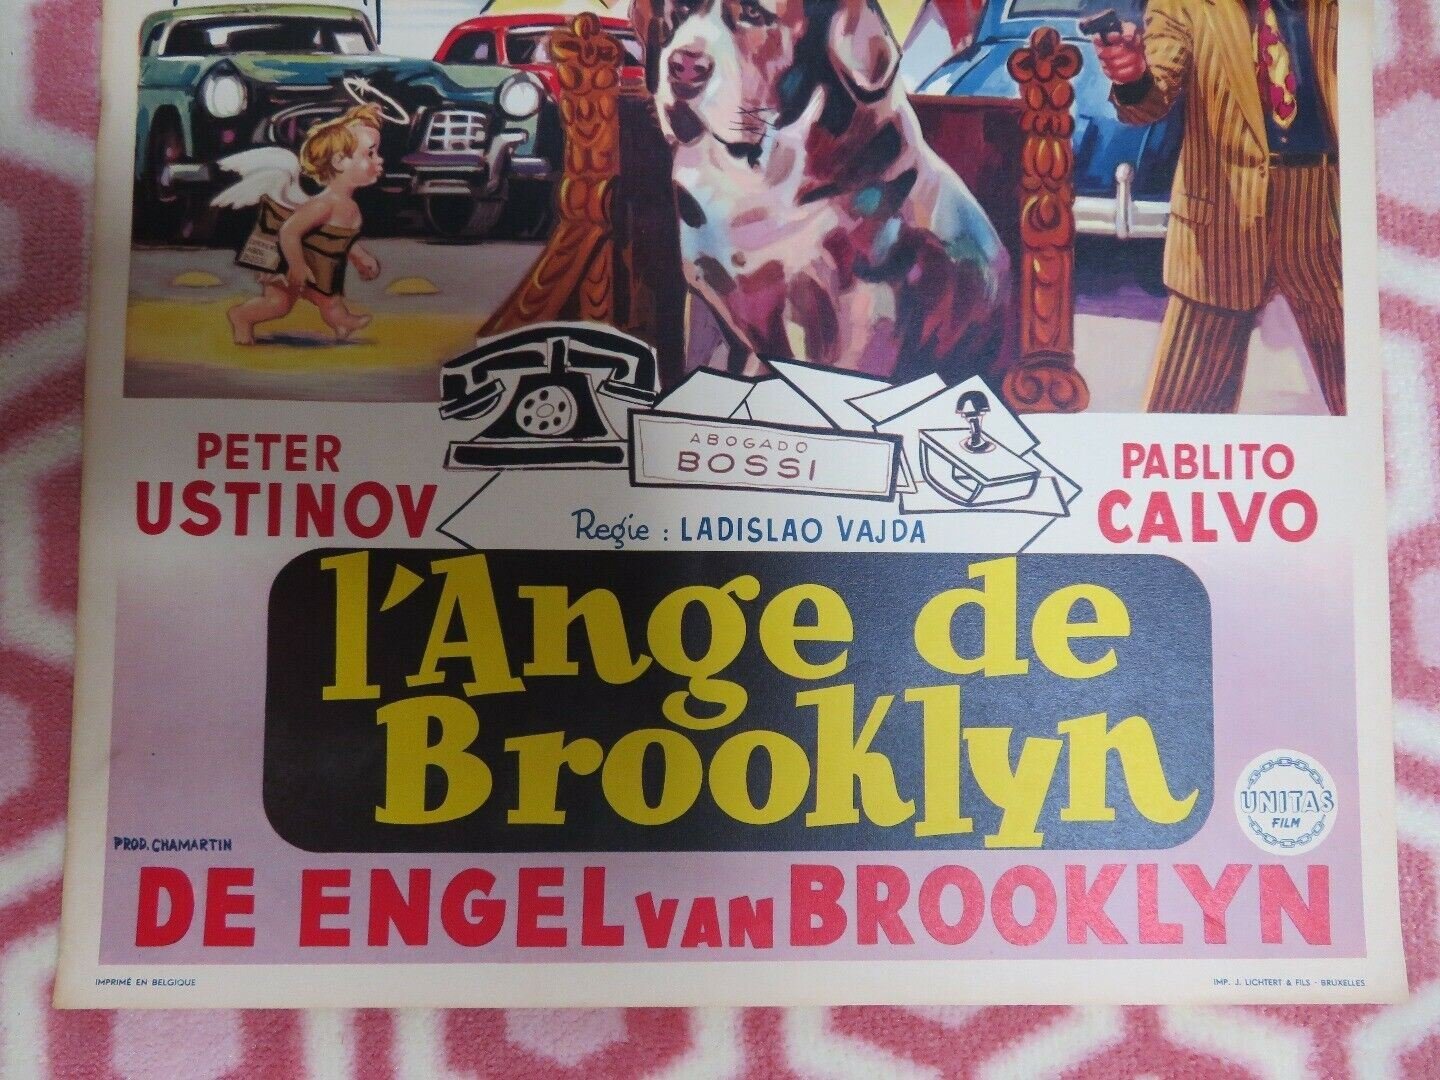 ABOGADO
BOSSI
PETER
USTINOV
PABLITO
CALVO
Regie : LADISLAO VAJDA
l'Ange de
Brooklyn
UNITAS
FILM
PROD. CHAMARTIN
DE ENGEL VAN BROOKLYN
IMPRIMÉ EN BELGIQUE
IMP. J. LICHTERT & FILS - BRUXELLES